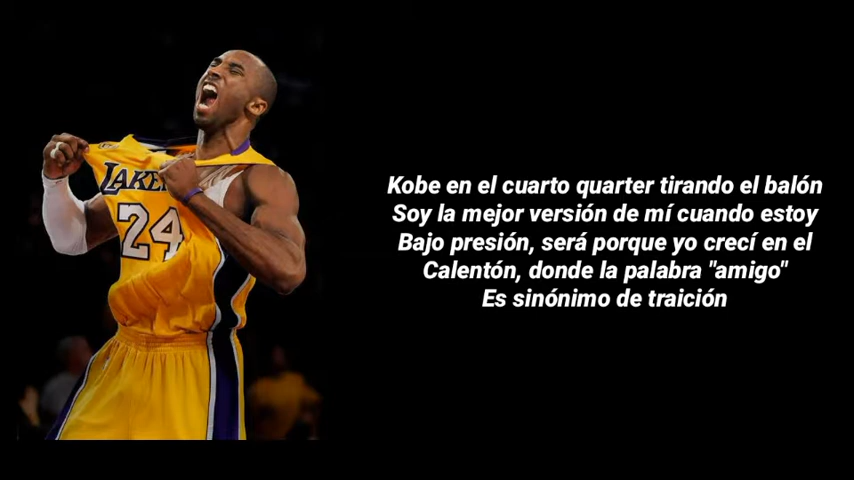 LAKE
24
Kobe en el cuarto quarter tirando el balón
Soy la mejor versión de mí cuando estoy
Bajo presión, será porque yo crecí en el
Calentón, donde la palabra "amigo"
Es sinónimo de traición